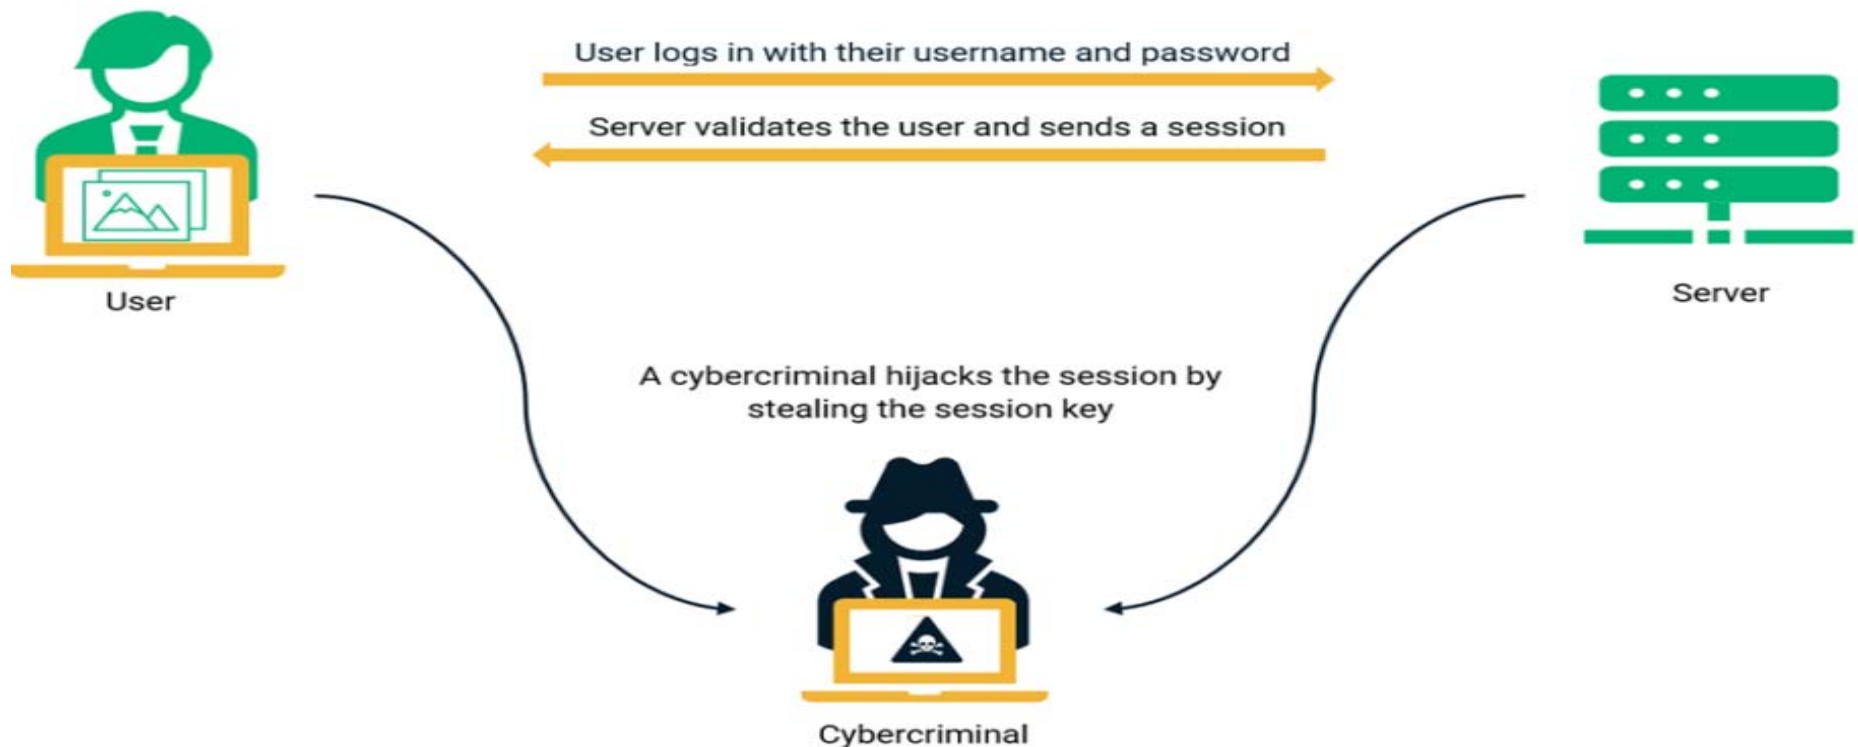 User logs in with their username and password
Server validates the user and sends a session
User
Server
A cybercriminal hijacks the session by
stealing the session key
Cybercriminal